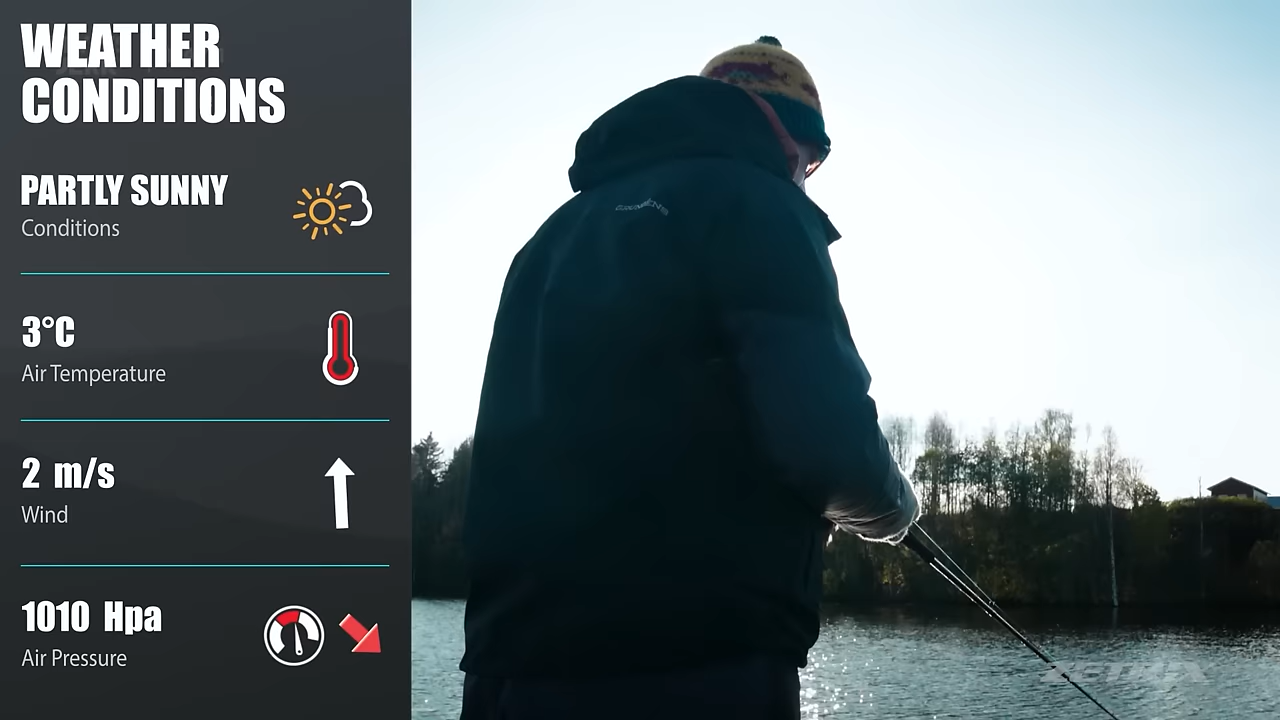 WEATHER
CONDITIONS
PARTLY SUNNY
Conditions
3°C
Air Temperature
2 m/s
Wind
1010 Hpa
Air Pressure